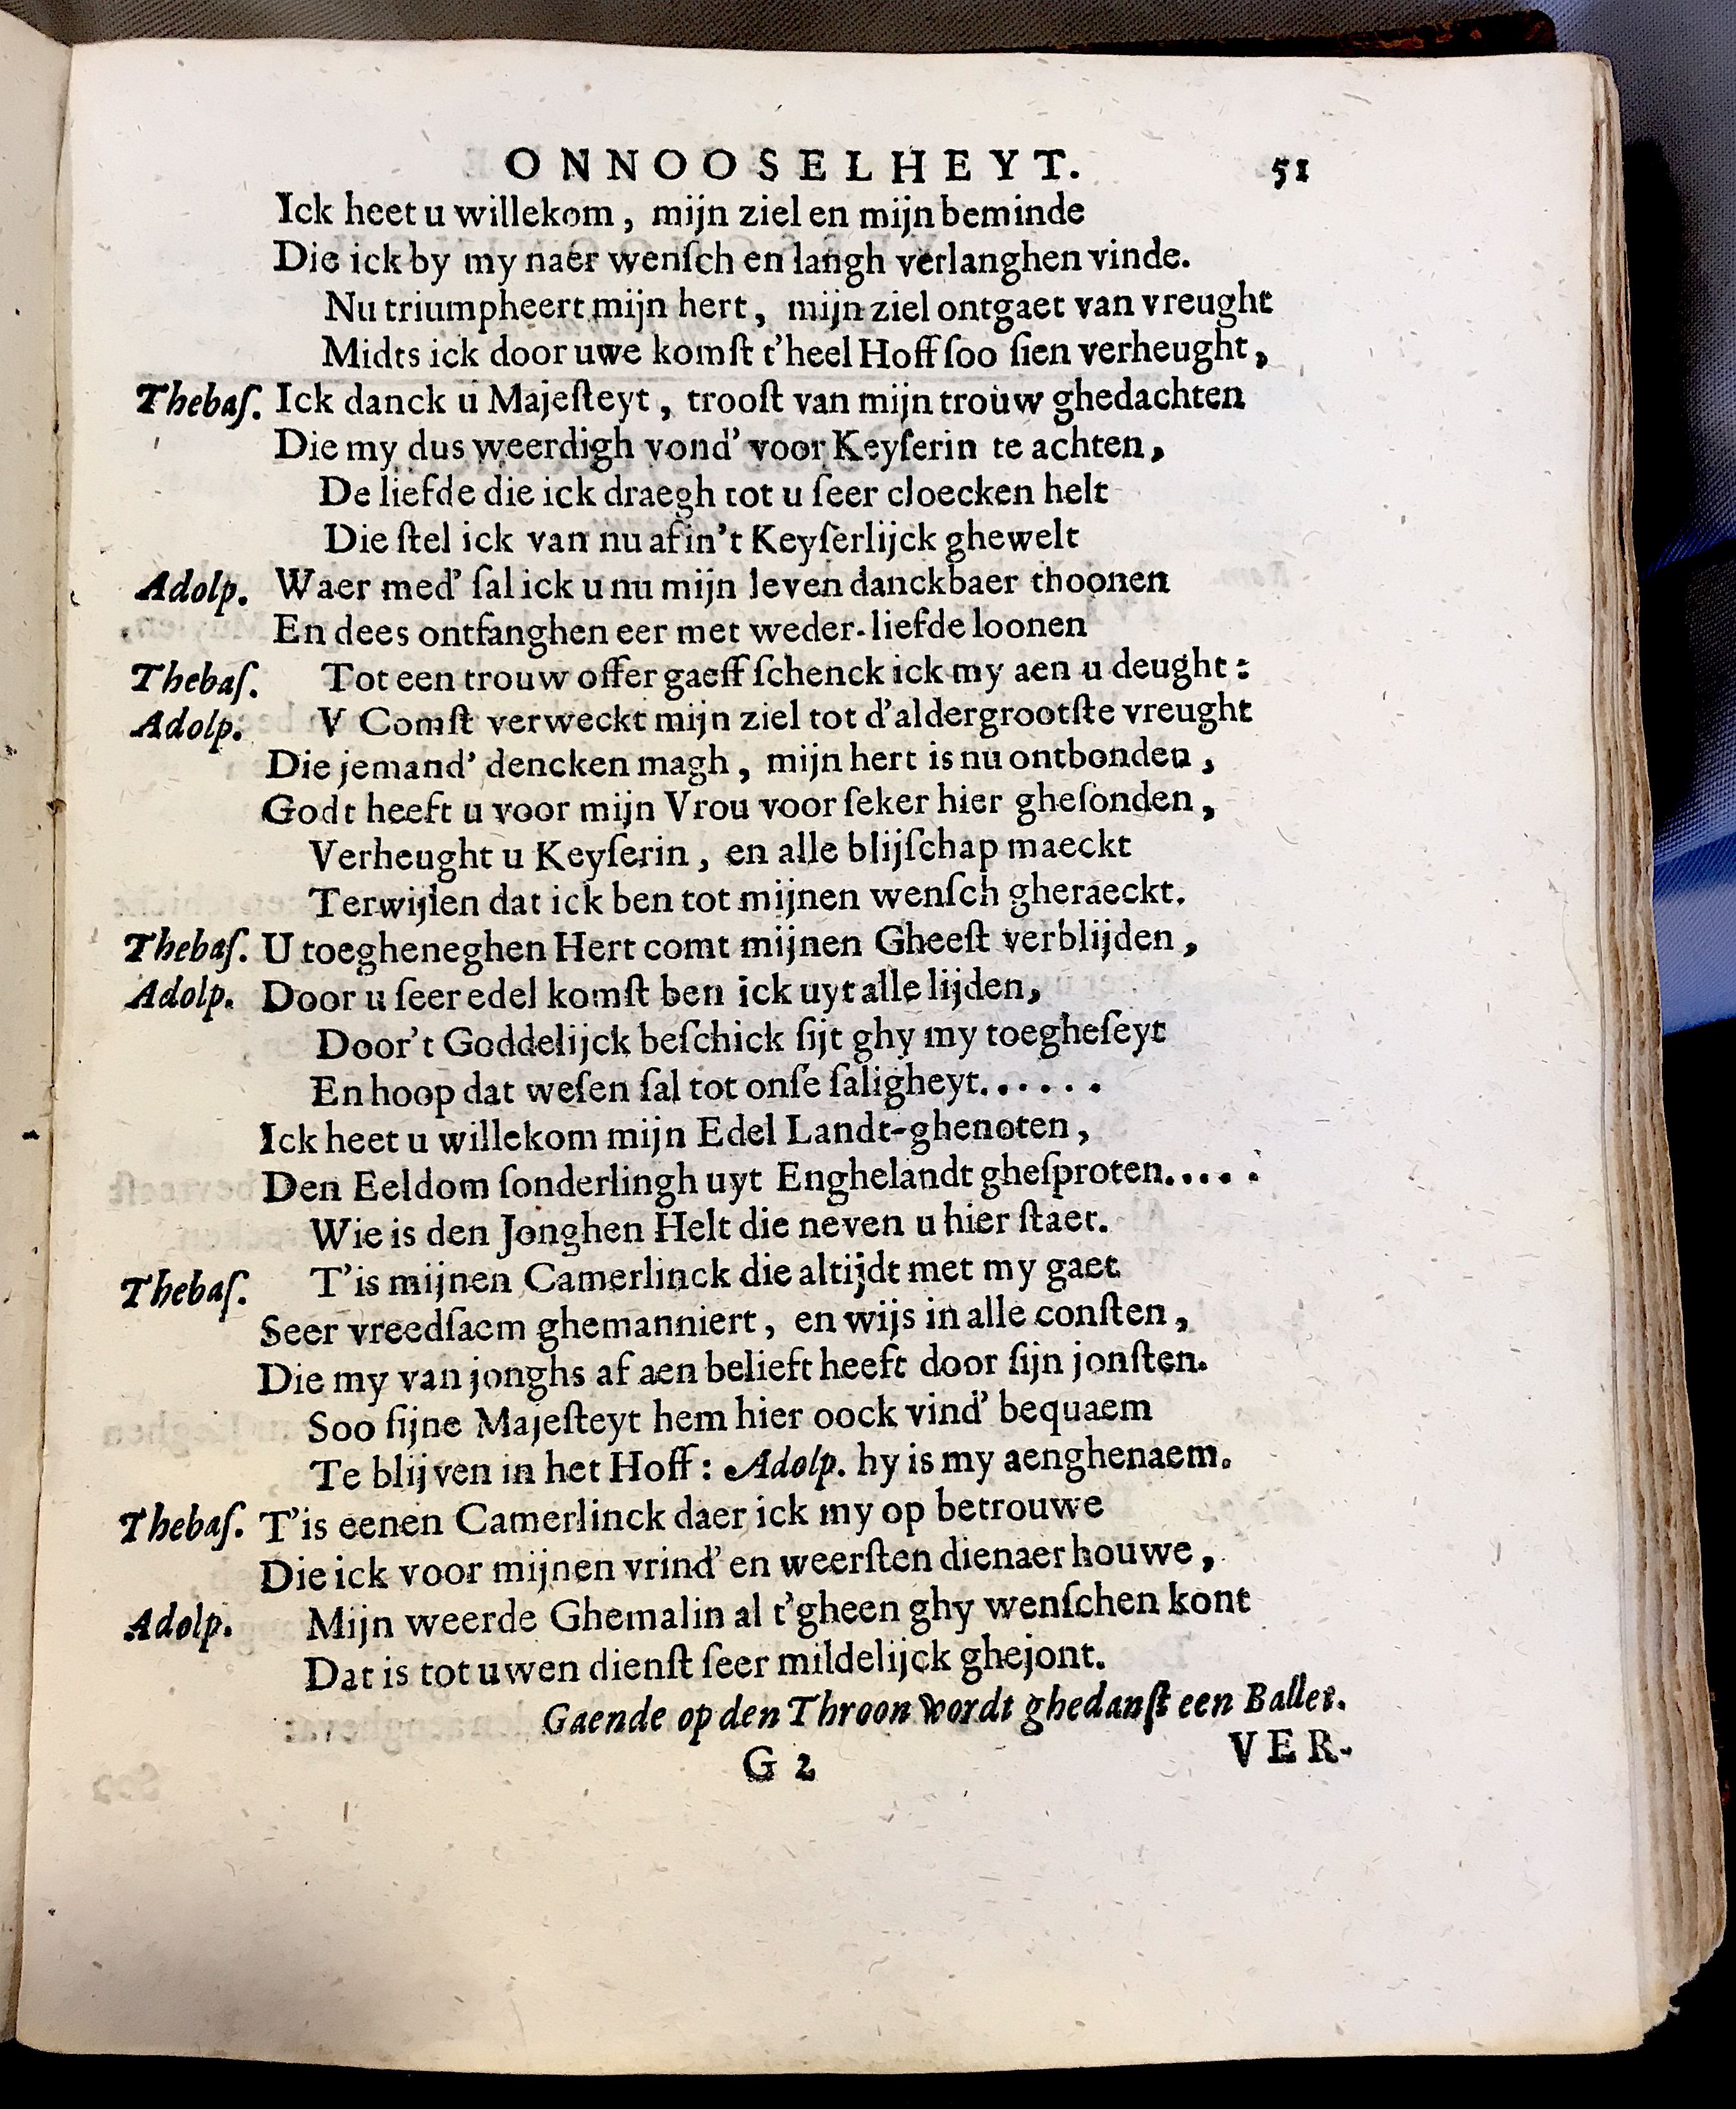 ONNOOSELHEYT. 51
Ick heet u willekom, mijn ziel en mijn beminde
Die ick by my naer wenſch en langh verlanghen vinde.
Nu triumpheert mijn hert, mijn ziel ontgaet van vreught
Midts ick door uwe komſt t'heel Hoff ſoo ſien verheught,
Thebaſ. Ick danck u Majeſteyt, trooſt van mijn trouw ghedachten
Die my dus weerdigh vond' voor Keyſerin te achten,
De liefde die ick draegh tot u ſeer cloecken helt
Die ſtel ick van nu af in't Keyſerlijck ghewelt
Adolp. Waer med' ſal ick u nu mijn leven danckbaer thoonen
En dees ontfanghen eer met weder-liefde loonen
Thebaſ. Tot een trouw offer gaeff ſchenck ick my aen u deught:
Adolp. V Comſt verweckt mijn ziel tot d'aldergrootſte vreught
Die jemand' dencken magh, mijn hert is nu ontbonden,
Godt heeft u voor mijn Vrou voor ſeker hier gheſonden,
Verheught u Keyſerin, en alle blijſchap maeckt
Terwijlen dat ick ben tot mijnen wenſch gheraeckt.
Thebaſ. U toegheneghen Hert comt mijnen Gheeſt verblijden,
Adolp. Door u ſeer edel komſt ben ick uyt alle lijden,
Door't Goddelijck beſchick ſijt ghy my toegheſeyt
En hoop dat weſen ſal tot onſe ſaligheyt......
Ick heet u willekom mijn Edel Landt-ghenoten,
Den Eeldom ſonderlingh uyt Enghelandt gheſproten.....
Wie is den Jonghen Helt die neven u hier ſtaet.
Thebaſ. T'is mijnen Camerlinck die altijdt met my gaet
Seer vreedſaem ghemanniert, en wijs in alle conſten,
Die my van jonghs af aen belieft heeft door ſijn jonſten.
Soo ſijne Majeſteyt hem hier oock vind' bequaem
Te blijven in het Hoff: Adolp. hy is my aenghenaem.
Thebaſ. T'is eenen Camerlinck daer ick my op betrouwe
Die ick voor mijnen vrind' en weerſten dienaer houwe,
Adolp. Mijn weerde Ghemalin al t'gheen ghy wenſchen kont
Dat is tot uwen dienſt ſeer mildelijck ghejont.
Gaende op den Throon wordt ghedanſt een Ballet.
G 2 VER-